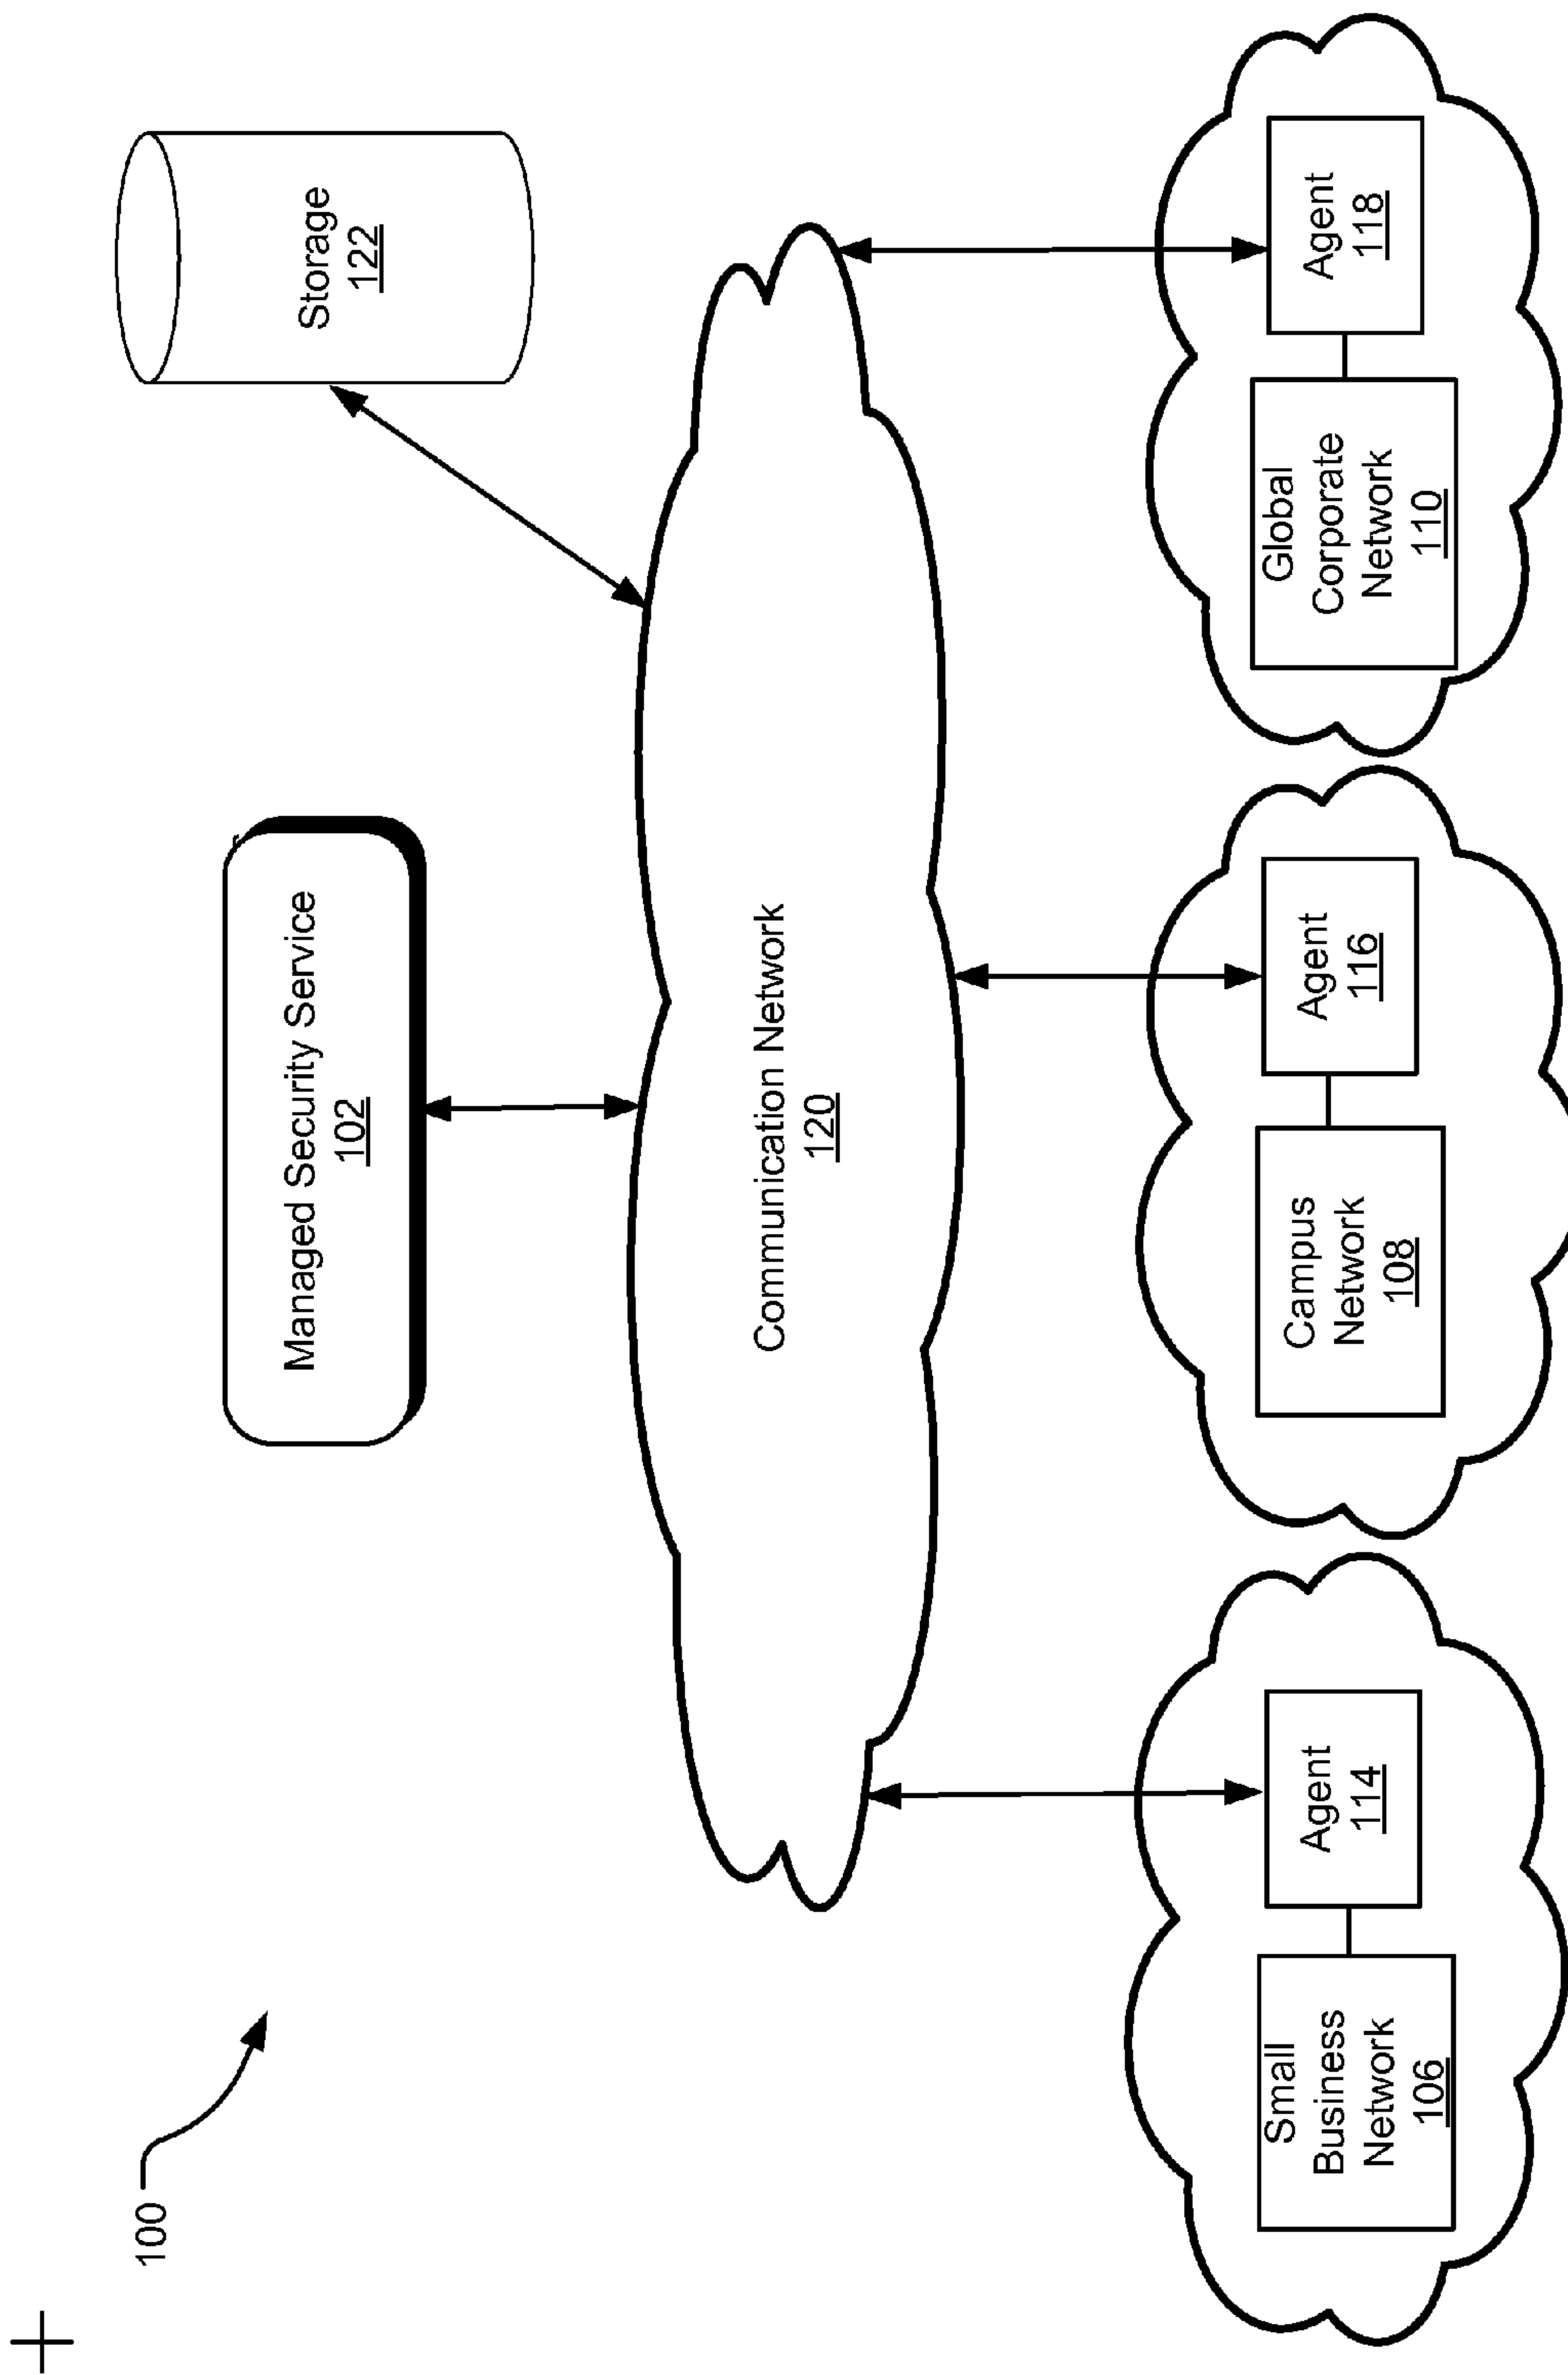 100
Managed Security Service
102
Storage
122
Communication Network
120
Small
Business
Network
106
Agent
114
Campus
Network
108
Agent
116
Global
Corporate
Network
110
Agent
118